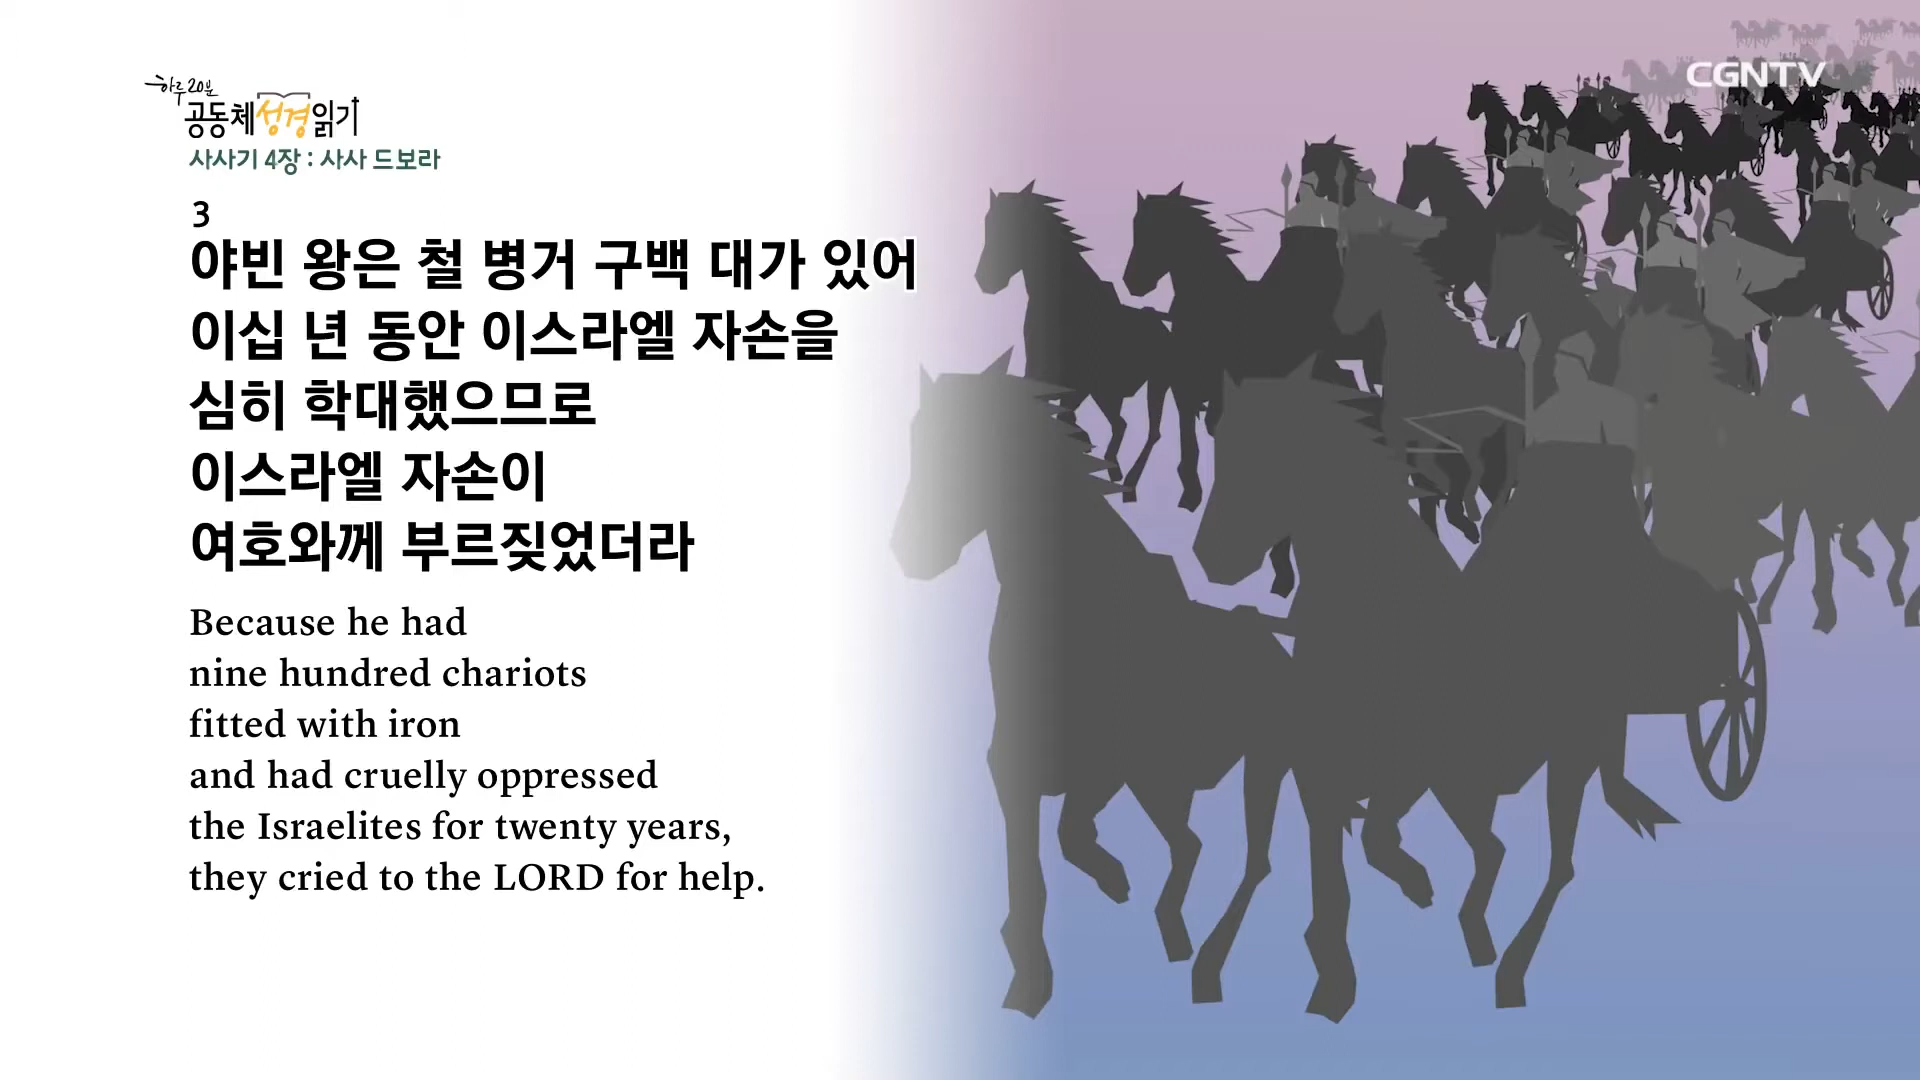 하루 20분
공동체성경읽기
CGNTV
사사기 4장 : 사사 드보라
3
야빈 왕은 철 병거 구백 대가 있어
이십 년 동안 이스라엘 자손을
심히 학대했으므로
이스라엘 자손이
여호와께 부르짖었더라
Because he had
nine hundred chariots
fitted with iron
and had cruelly oppressed
the Israelites for twenty years,
they cried to the LORD for help.